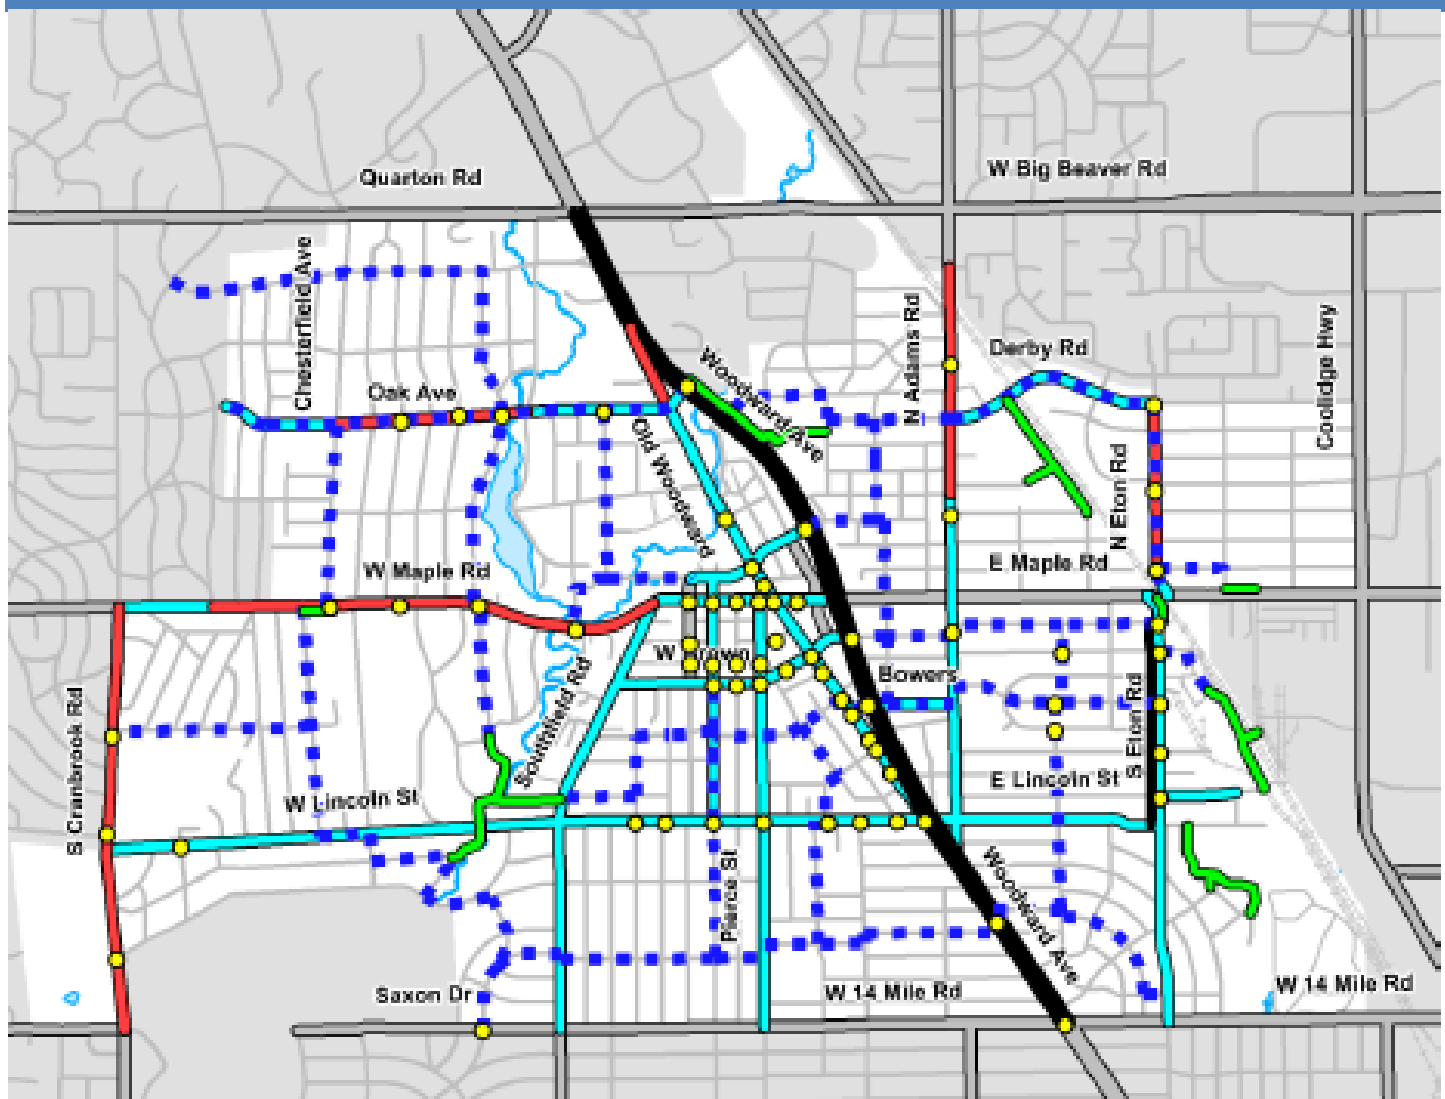 Quarton Rd
W Big Beaver Rd
Chesterfield Ave
N Adams Rd
Coolidge Hwy
Derby Rd
Woodward Ave
Oak Ave
Old Woodward
N Eton Rd
E Maple Rd
W Maple Rd
W Brown
Bowers
Southfield Rd
S Cranbrook Rd
S Eton Rd
E Lincoln St
W Lincoln St
Pierce St
Woodward Ave
Saxon Dr
W 14 Mile Rd
W 14 Mile Rd